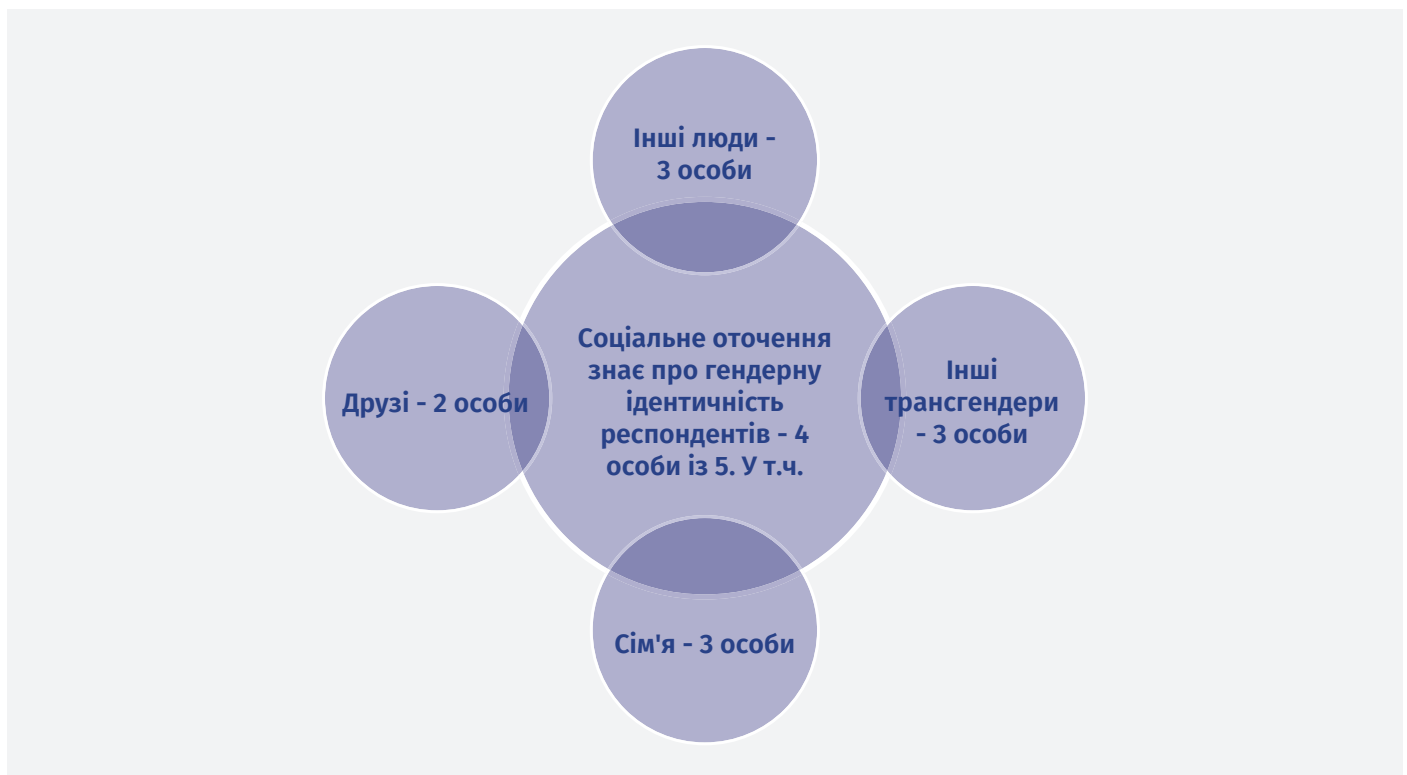 Інші люди -
3 особи
Соціальне оточення
знає про гендерну
ідентичність
респондентів - 4
особи із 5. У т.ч.
Друзі - 2 особи
Інші
трансгендери
- 3 особи
Сім'я - 3 особи